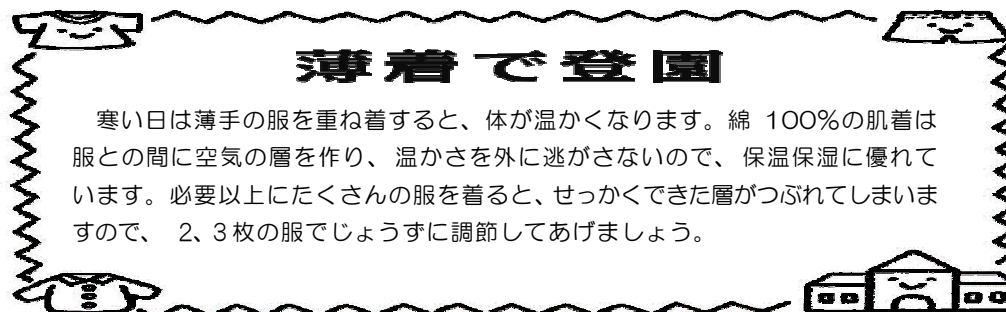 薄着で登園
寒い日は薄手の服を重ね着すると、体が温かくなります。綿 100%の肌着は
服との間に空気の層を作り、温かさを外に逃がさないので、保温保湿に優れて
います。必要以上にたくさんの服を着ると、せっかくできた層がつぶれてしまいま
すので、 2、3枚の服でじょうずに調節してあげましょう。